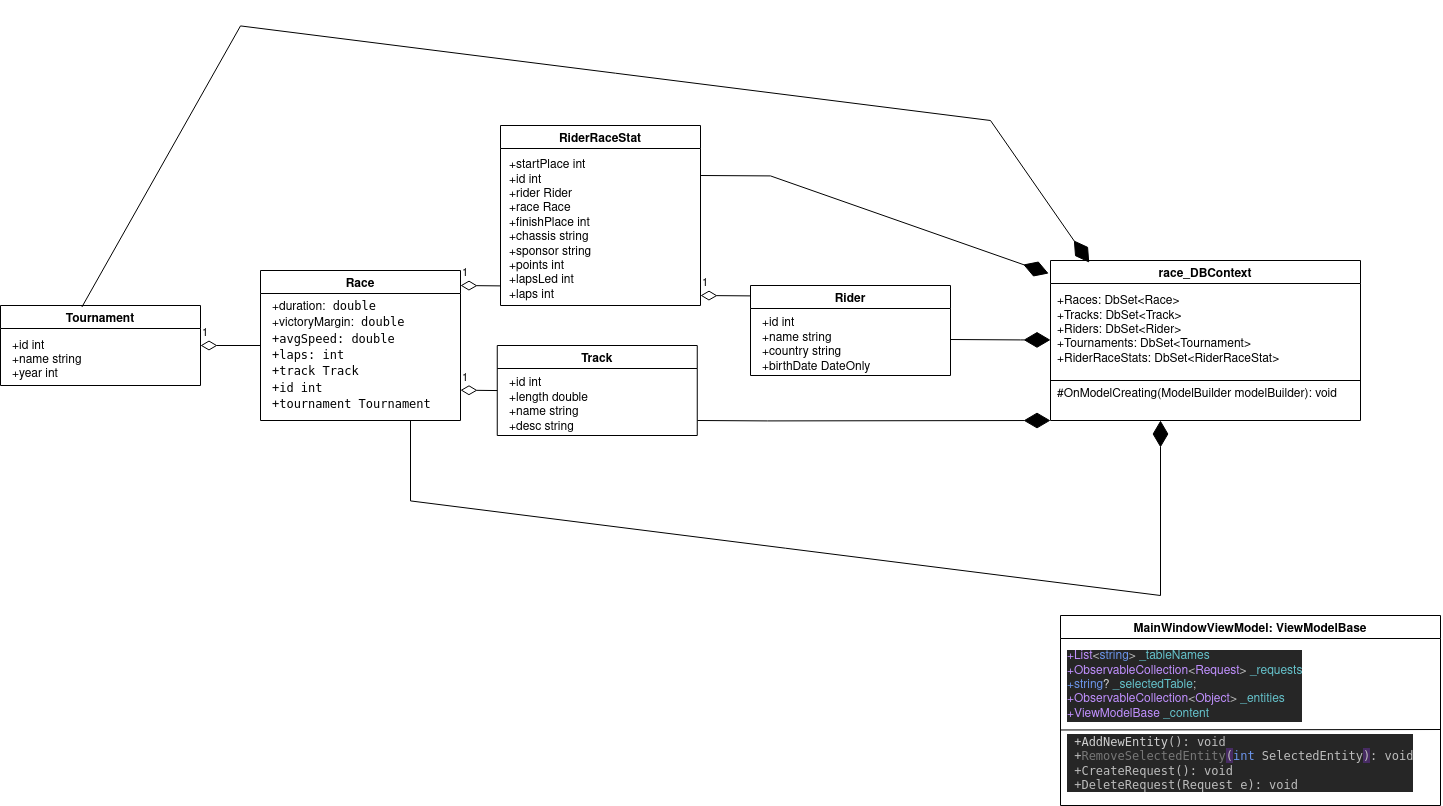 RiderRaceStat
+startPlace int
+id int
+rider Rider
+race Race
+finishPlace int
+chassis string
+sponsor string
+points int
+lapsLed int
+laps int
Tournament
+id int
+name string
+year int
1
Race
+duration: double
+victoryMargin: double
+avgSpeed: double
+laps: int
+track Track
+id int
+tournament Tournament
1
1
Track
+id int
+length double
+name string
+desc string
1
Rider
+id int
+name string
+country string
+birthDate DateOnly
race_DBContext
+Races: DbSet<Race>
+Tracks: DbSet<Track>
+Riders: DbSet<Rider>
+Tournaments: DbSet<Tournament>
+RiderRaceStats: DbSet<RiderRaceStat>
#OnModelCreating(ModelBuilder modelBuilder): void
MainWindowViewModel: ViewModelBase
+List<string> _tableNames
+ObservableCollection<Request> _requests
+string? _selectedTable;
+ObservableCollection<Object> _entities
+ViewModelBase _content
+AddNewEntity(): void
+RemoveSelectedEntity(int SelectedEntity): void
+CreateRequest(): void
+DeleteRequest(Request e): void